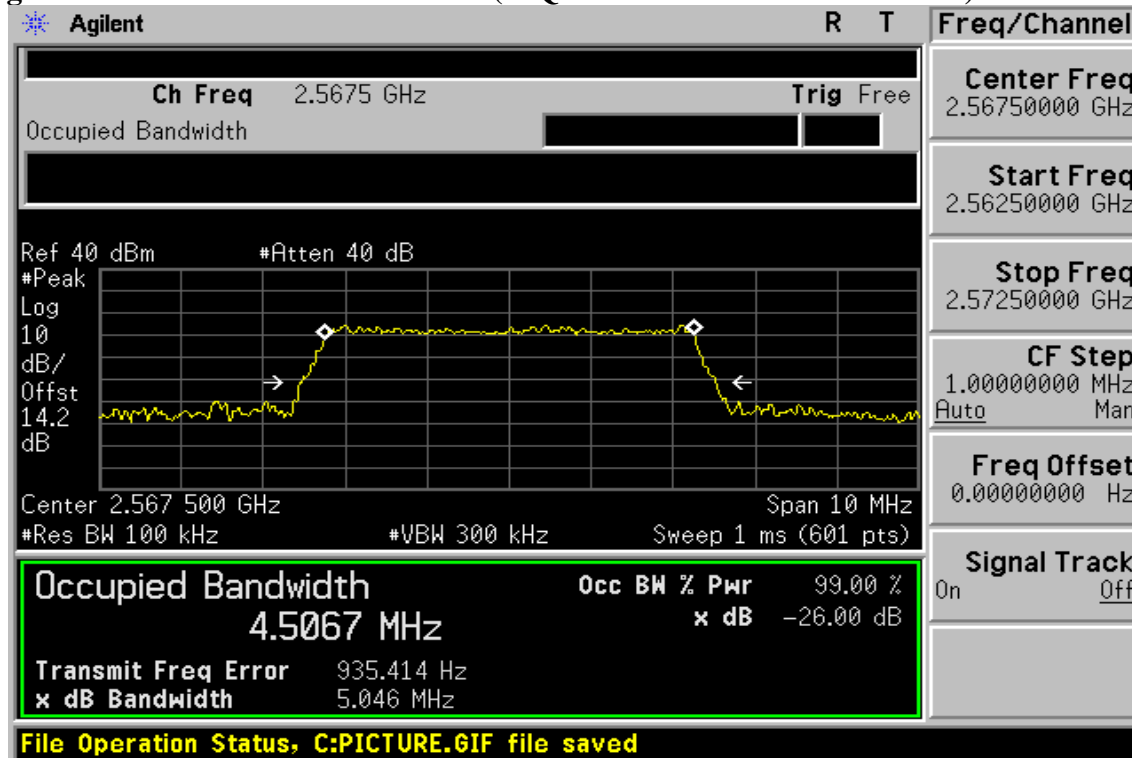 Agilent R T
Ch Freq 2.5675 GHz Trig Free
Occupied Bandwidth
Ref 40 dBm #Atten 40 dB
#Peak
Log
10
dB/
Offst
14.2
dB
Center 2.567 500 GHz Span 10 MHz
#Res BW 100 kHz #VBW 300 kHz Sweep 1 ms (601 pts)
Occupied Bandwidth
4.5067 MHz
Occ BW % Pwr 99.00 %
x dB -26.00 dB
Transmit Freq Error 935.414 Hz
x dB Bandwidth 5.046 MHz
File Operation Status, C:PICTURE.GIF file saved
Freq/Channel
Center Freq
2.56750000 GHz
Start Freq
2.56250000 GHz
Stop Freq
2.57250000 GHz
CF Step
1.00000000 MHz
Auto Man
Freq Offset
0.00000000 Hz
Signal Track
On Off